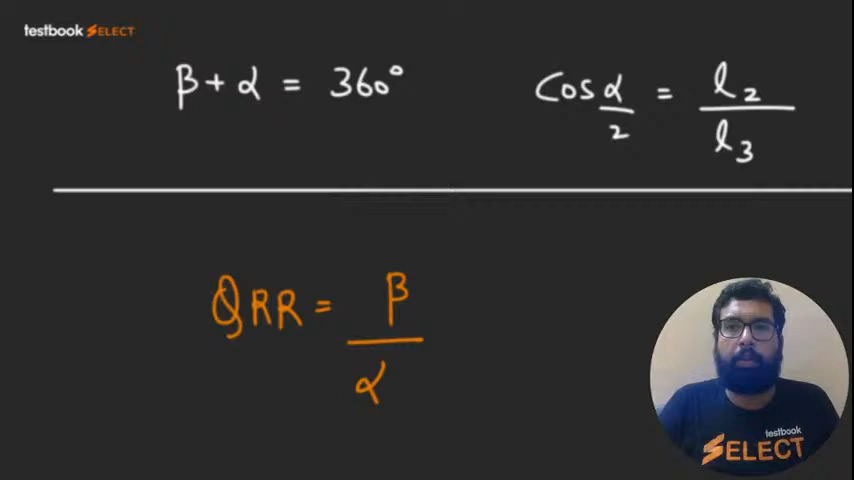 testbook SELECT
β + α = 360°
Cos α/2 = l2/l3
QRR = β/α
testbook
SELECT